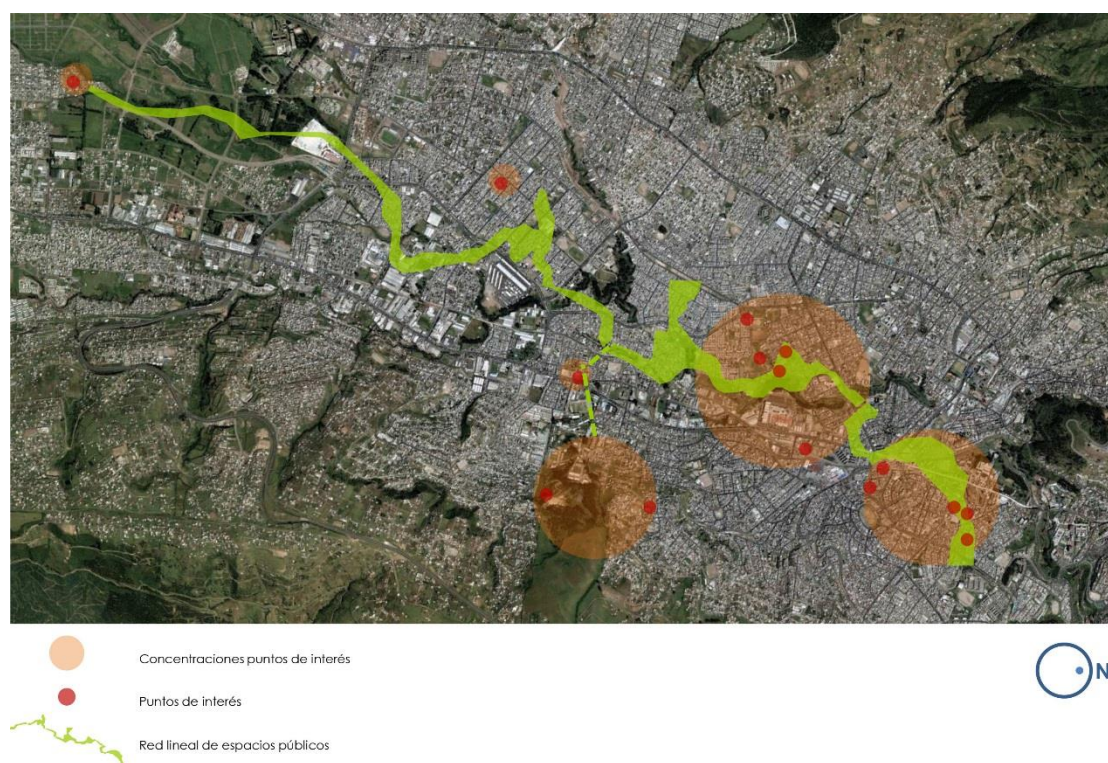 Concentraciones puntos de interés
N
Puntos de interés
Red lineal de espacios públicos